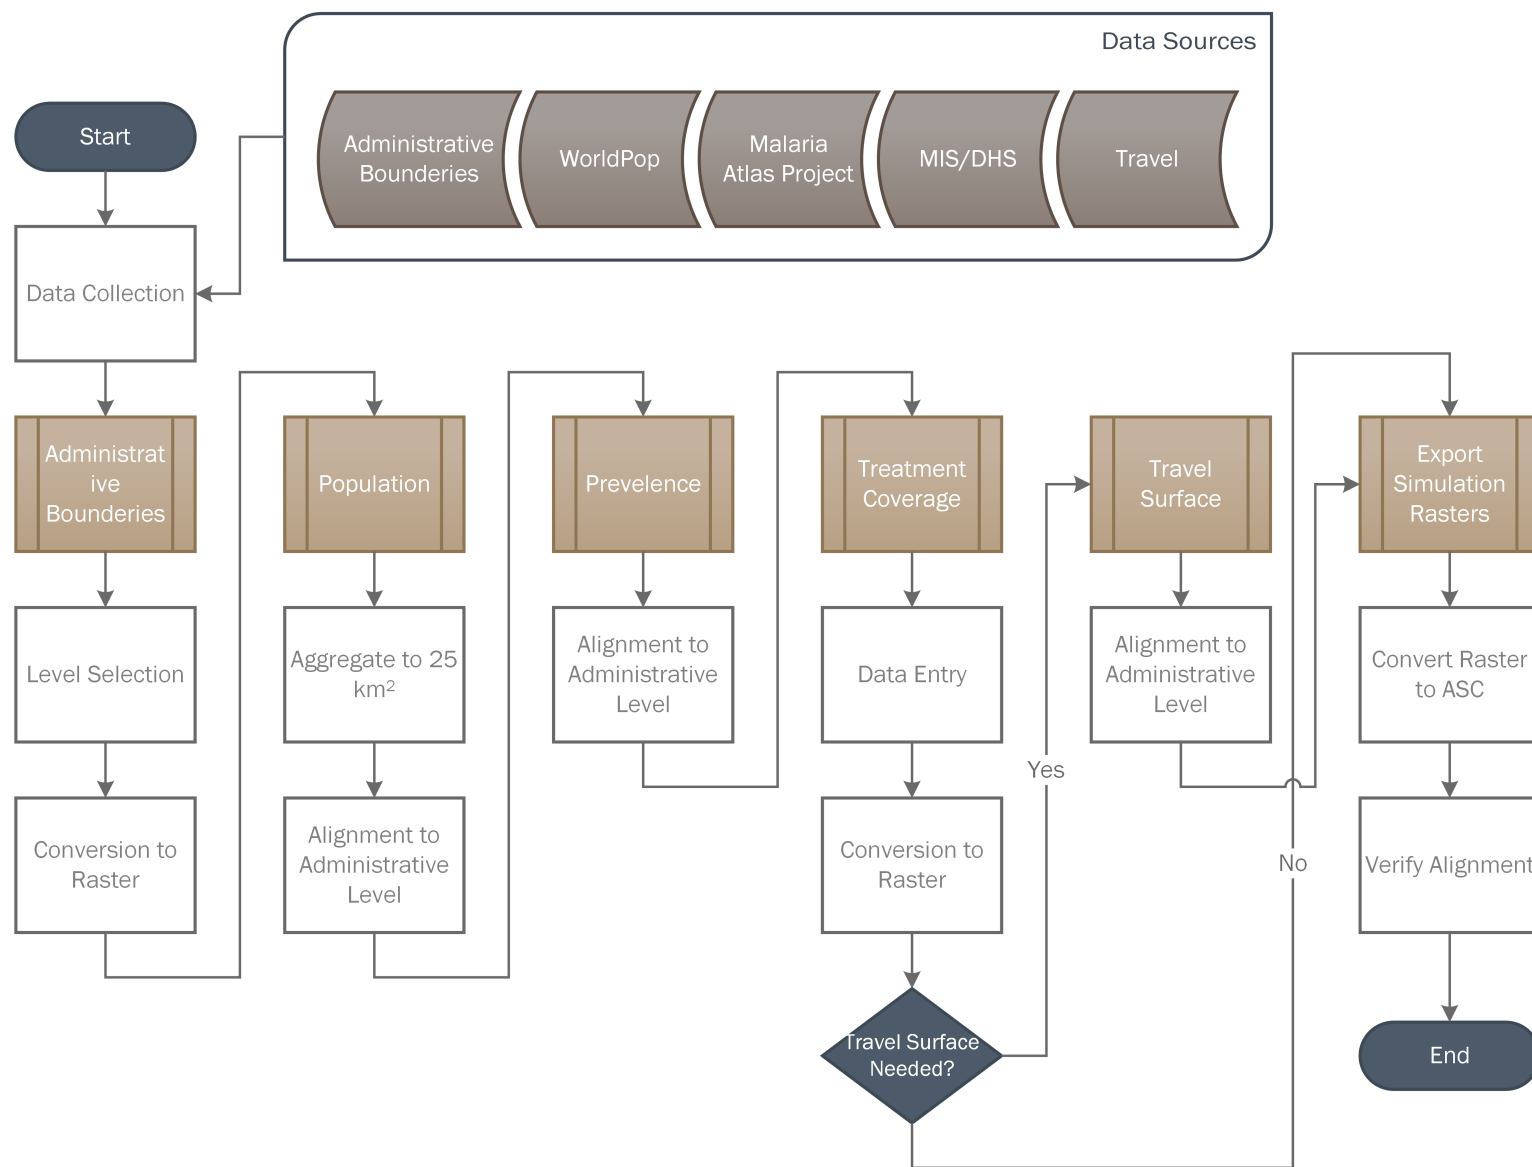 Data Sources
Start
Administrative
Bounderies
WorldPop
Malaria
Atlas Project
MIS/DHS
Travel
Data Collection
Administrat
ive
Bounderies
Population
Prevelence
Treatment
Coverage
Travel
Surface
Export
Simulation
Rasters
Level Selection
Aggregate to 25
km²
Alignment to
Administrative
Level
Data Entry
Alignment to
Administrative
Level
Convert Raster
to ASC
Yes
Conversion to
Raster
Alignment to
Administrative
Level
Conversion to
Raster
No
Verify Alignment
Travel Surface
Needed?
End